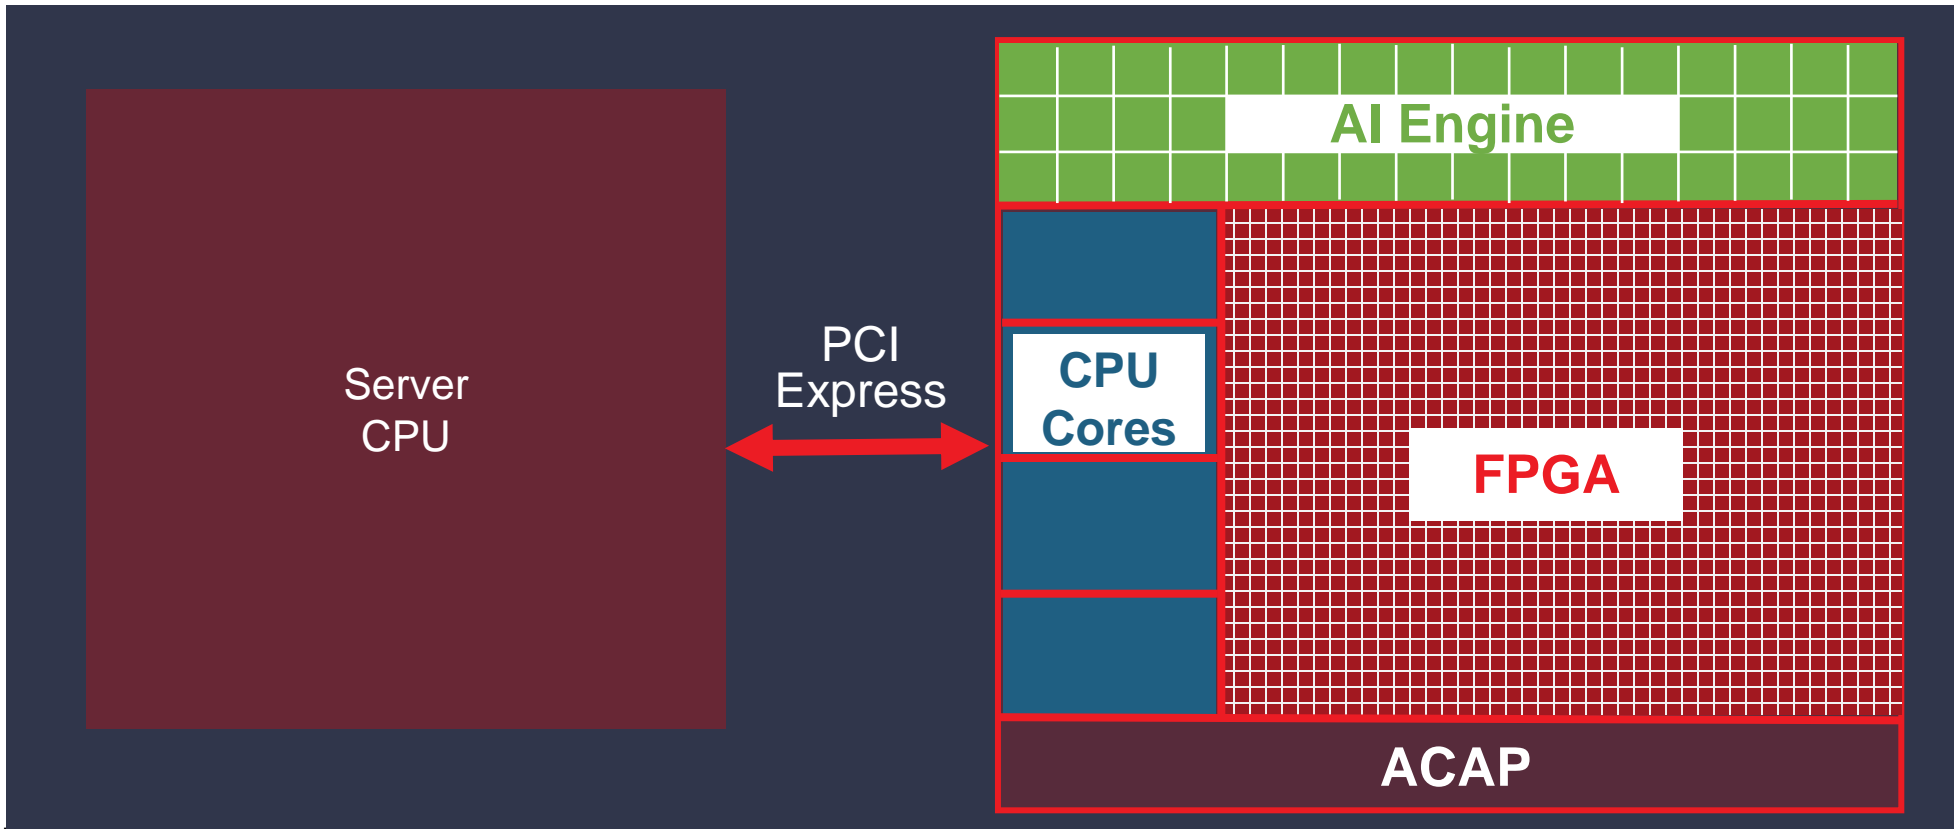 Server
CPU
PCI
Express
AI Engine
CPU
Cores
FPGA
ACAP